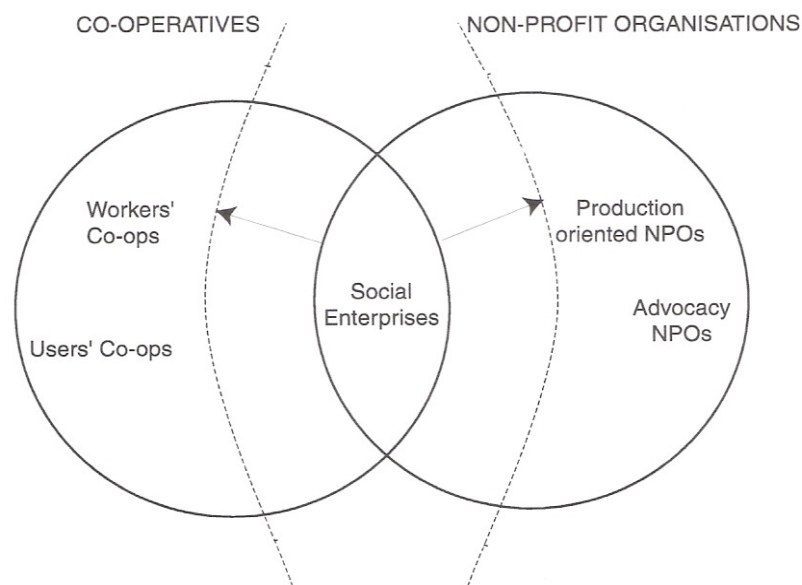 CO-OPERATIVES
NON-PROFIT ORGANISATIONS
Workers'
Co-ops
Users' Co-ops
Social
Enterprises
Production
oriented NPOs
Advocacy
NPOs